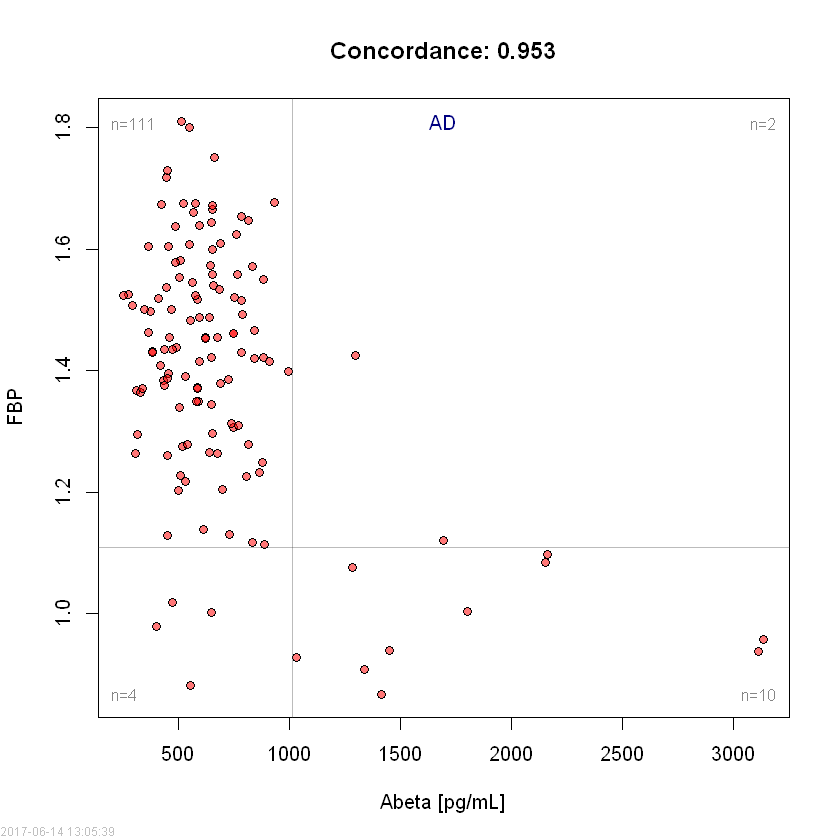 Concordance: 0.953
n=111
AD
n=2
FBP
1.8
1.6
1.4
1.2
1.0
n=4
n=10
500 1000 1500 2000 2500 3000
Abeta [pg/mL]
2017-06-14 13:05:39